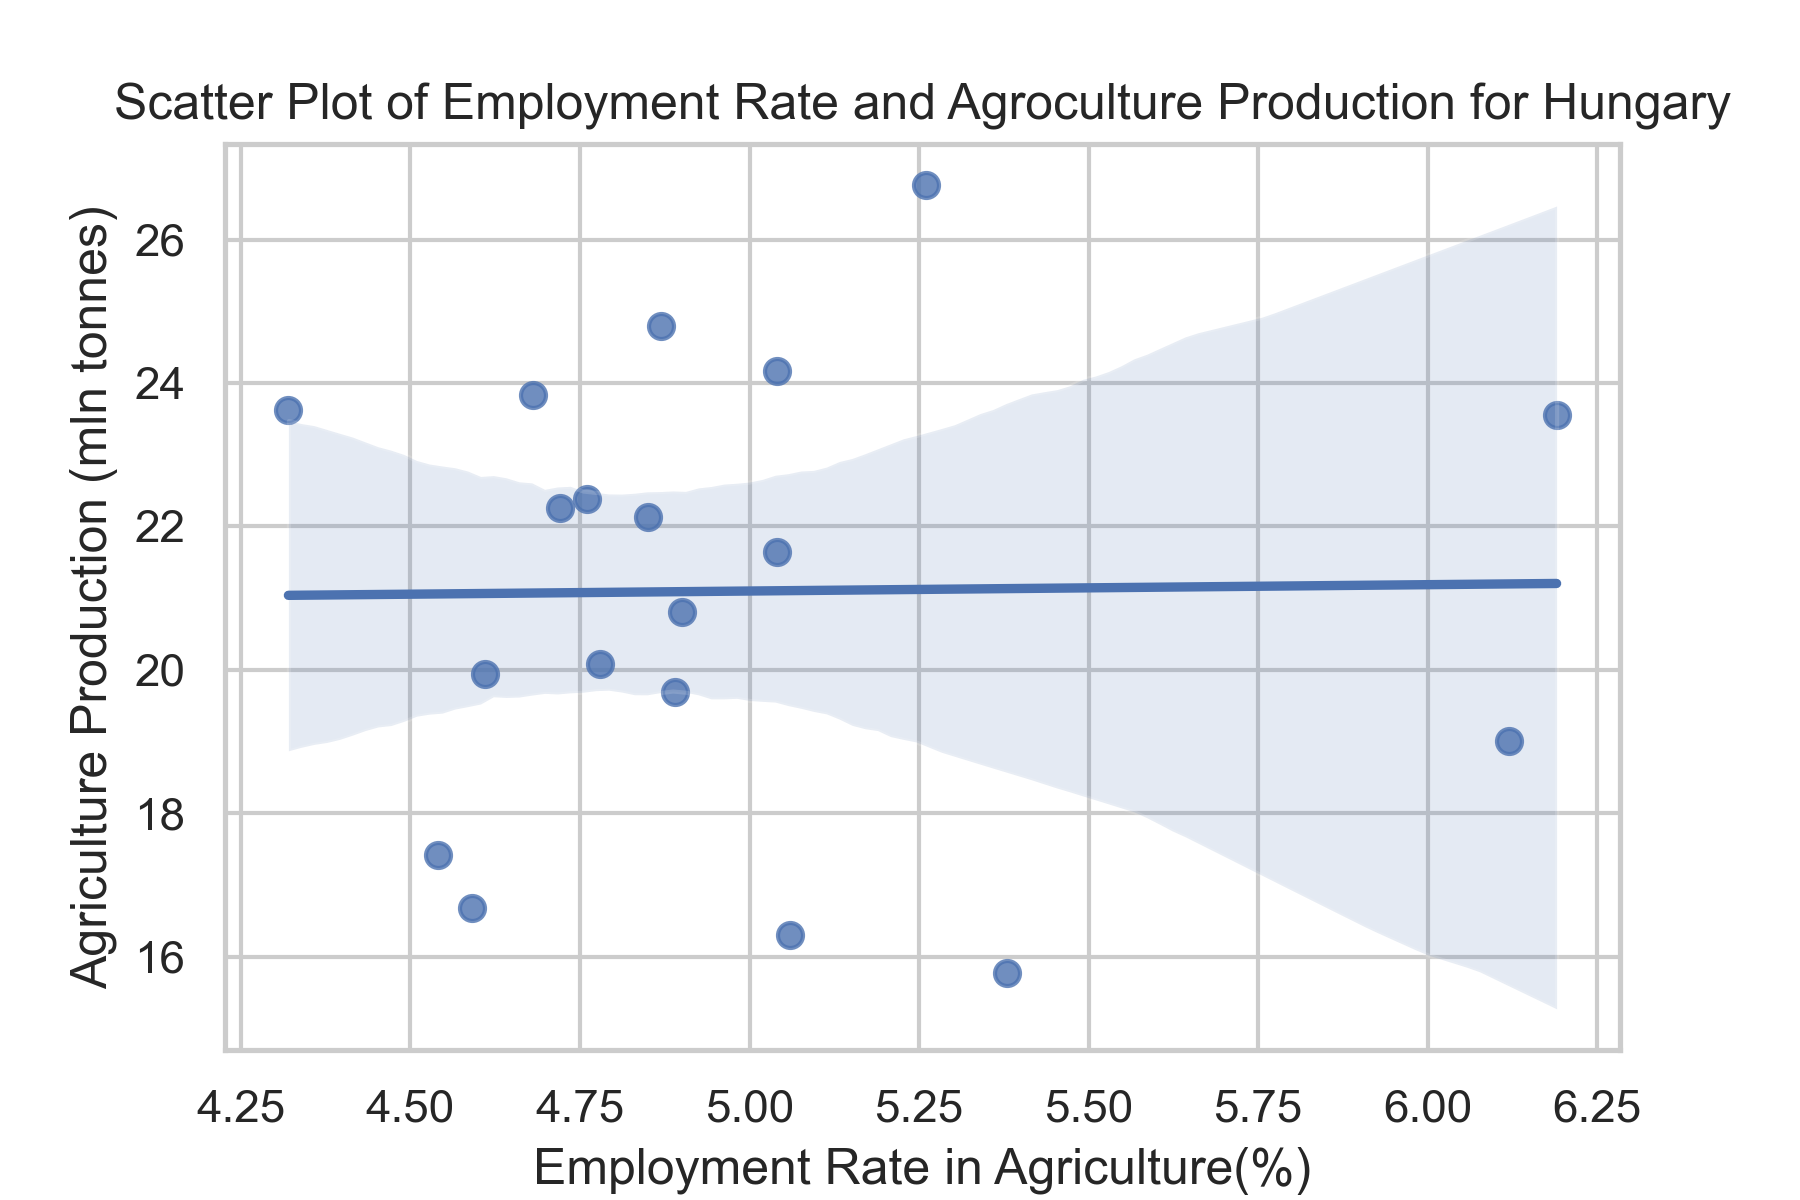 Scatter Plot of Employment Rate and Agroculture Production for Hungary
Agriculture Production (mln tonnes)
26
24
22
20
18
16
4.25 4.50 4.75 5.00 5.25 5.50 5.75 6.00 6.25
Employment Rate in Agriculture(%)